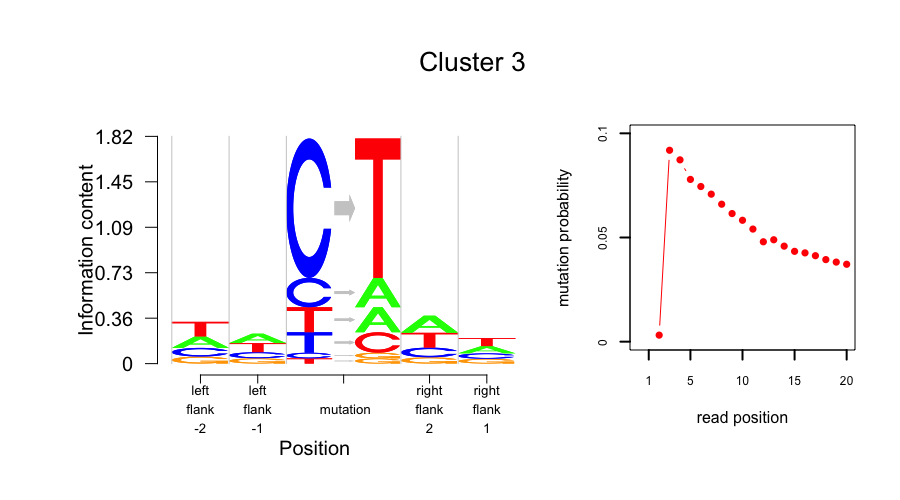 Cluster 3
Information content
1.82
1.45
1.09
0.73
0.36
0
C T
C A
T A
T C
T A C G
A T C G
A T C G
T A C G
left flank -2
left flank -1
mutation
right flank 2
right flank 1
Position
mutation probability
0.1
0.05
0
1 5 10 15 20
read position